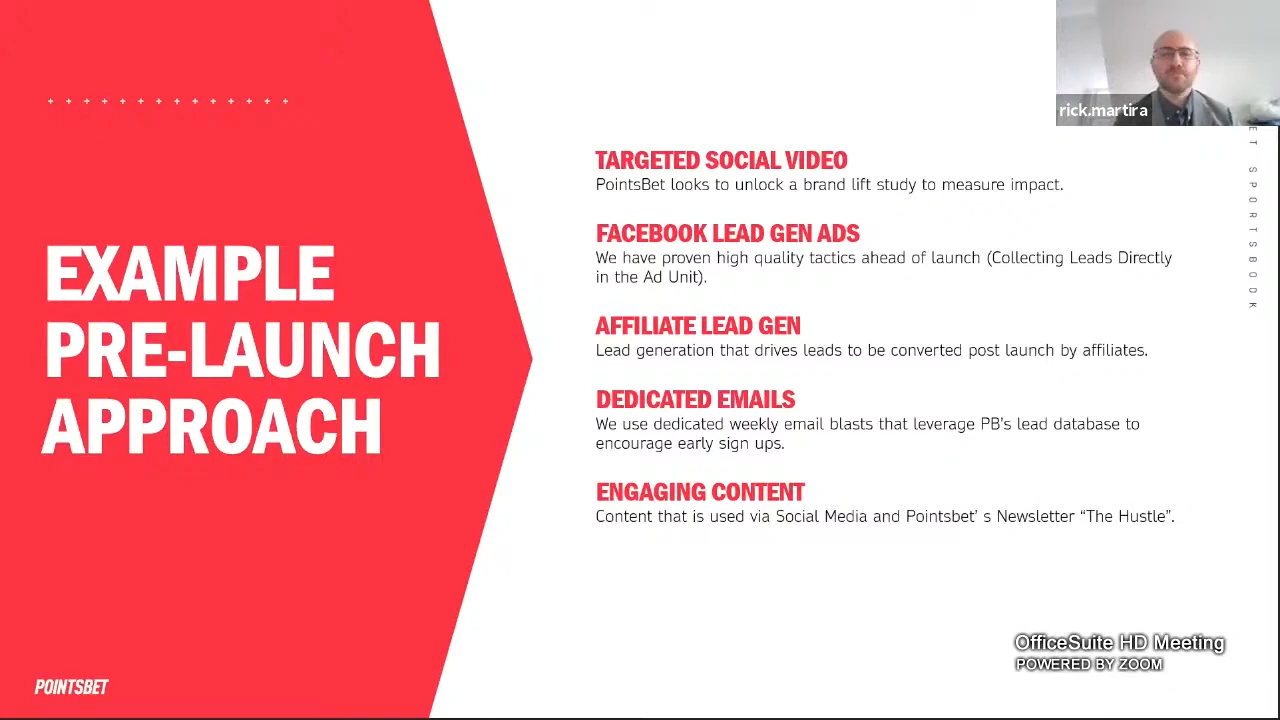 rick.martira
EXAMPLE
PRE-LAUNCH
APPROACH
TARGETED SOCIAL VIDEO
PointsBet looks to unlock a brand lift study to measure impact.
FACEBOOK LEAD GEN ADS
We have proven high quality tactics ahead of launch (Collecting Leads Directly
in the Ad Unit).
AFFILIATE LEAD GEN
Lead generation that drives leads to be converted post launch by affiliates.
DEDICATED EMAILS
We use dedicated weekly email blasts that leverage PB's lead database to
encourage early sign ups.
ENGAGING CONTENT
Content that is used via Social Media and Pointsbet' s Newsletter “The Hustle”.
ET SPORTSBOOK
OfficeSuite HD Meeting
POWERED BY ZOOM
POINTSBET